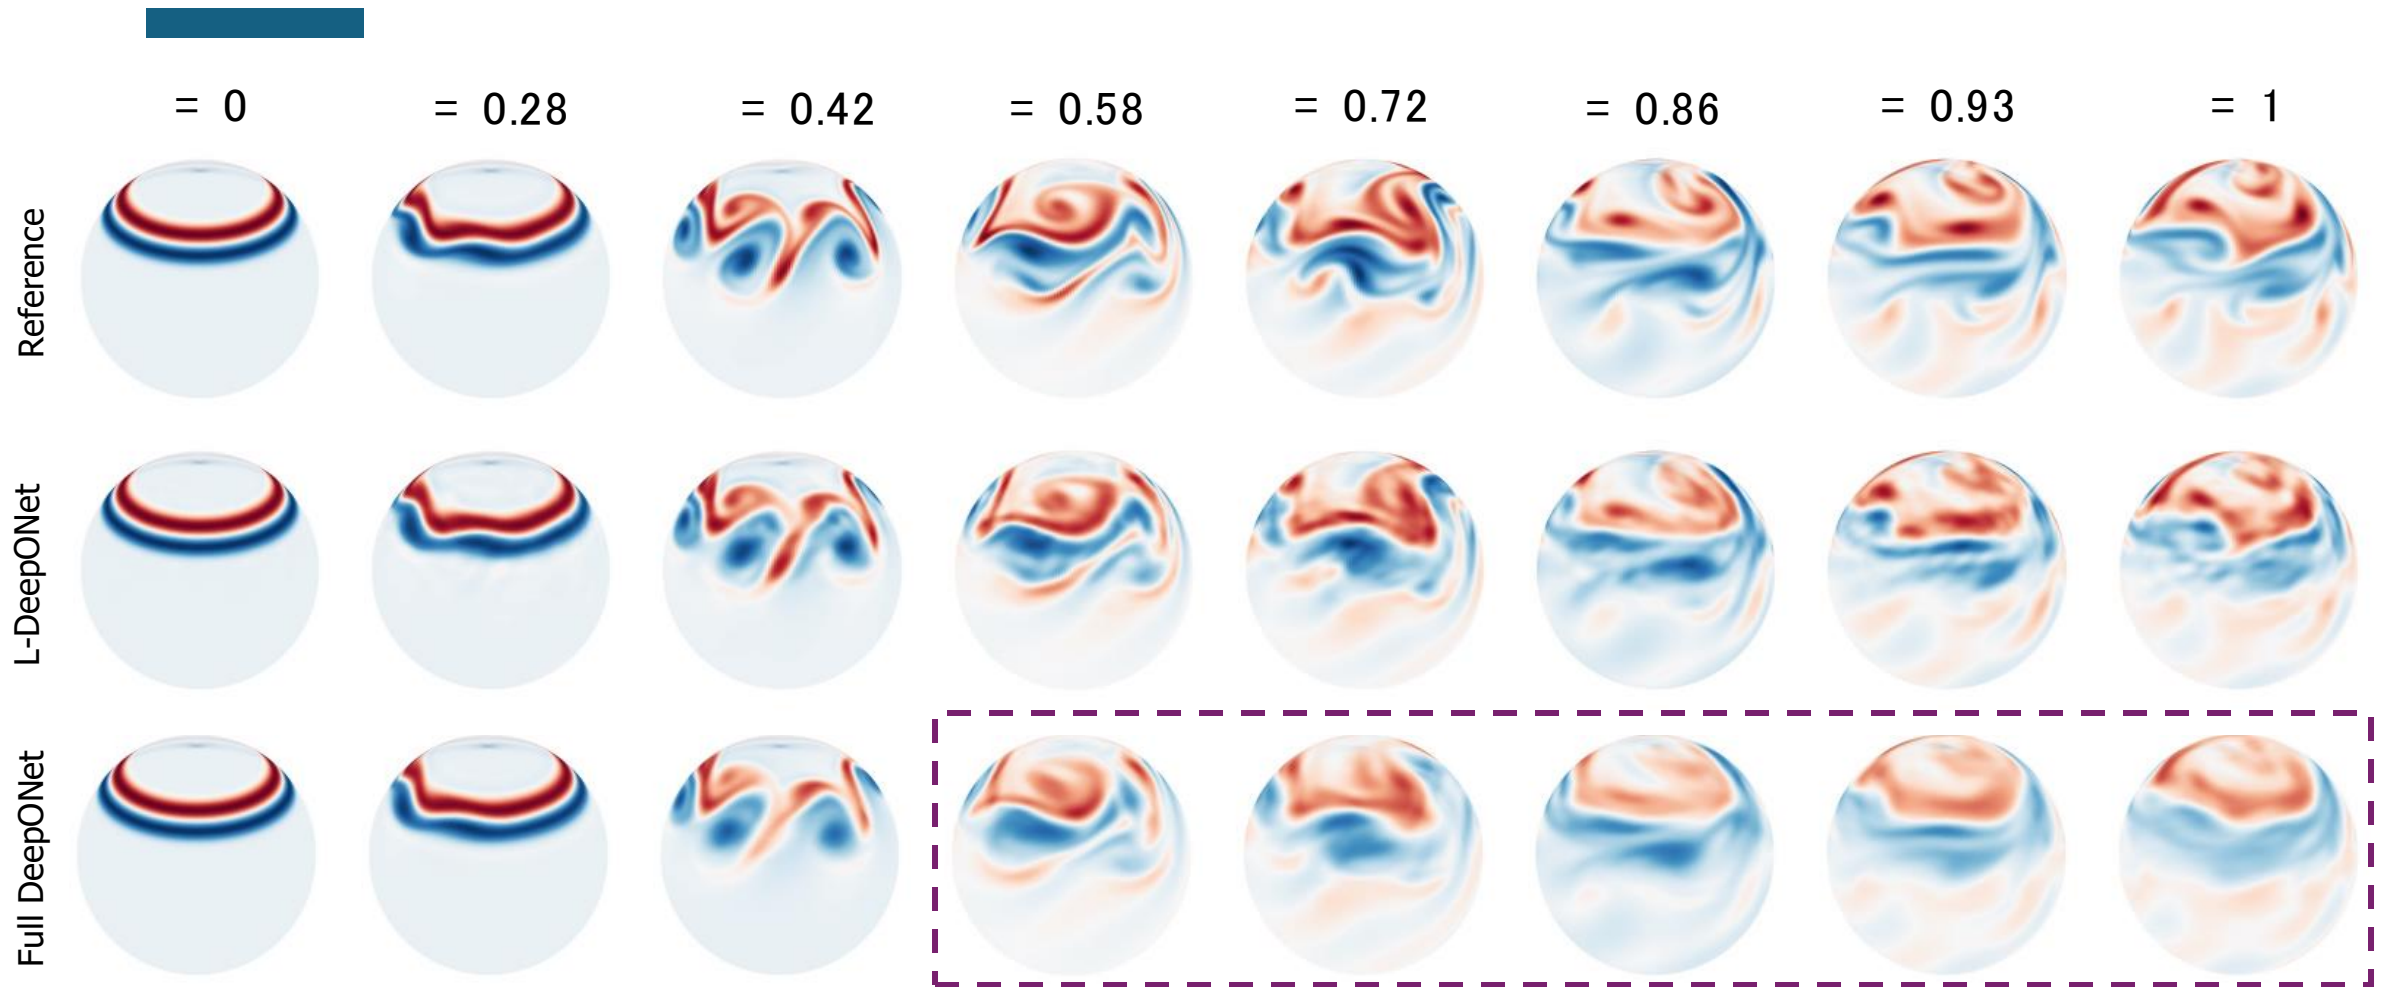 = 0 = 0.28 = 0.42 = 0.58 = 0.72 = 0.86 = 0.93 = 1
Reference
L-DeepONet
Full DeepONet